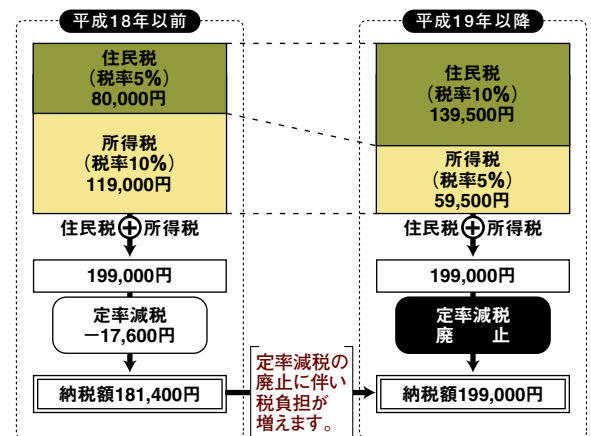 平成18年以前
住民税
（税率5%）
80,000円
所得税
（税率10%）
119,000円
住民税＋所得税
199,000円
定率減税
－17,600円
納税額181,400円
定率減税の
廃止に伴い
税負担が
増えます。
平成19年以降
住民税
（税率10%）
139,500円
所得税
（税率5%）
59,500円
住民税＋所得税
199,000円
定率減税
廃　止
納税額199,000円